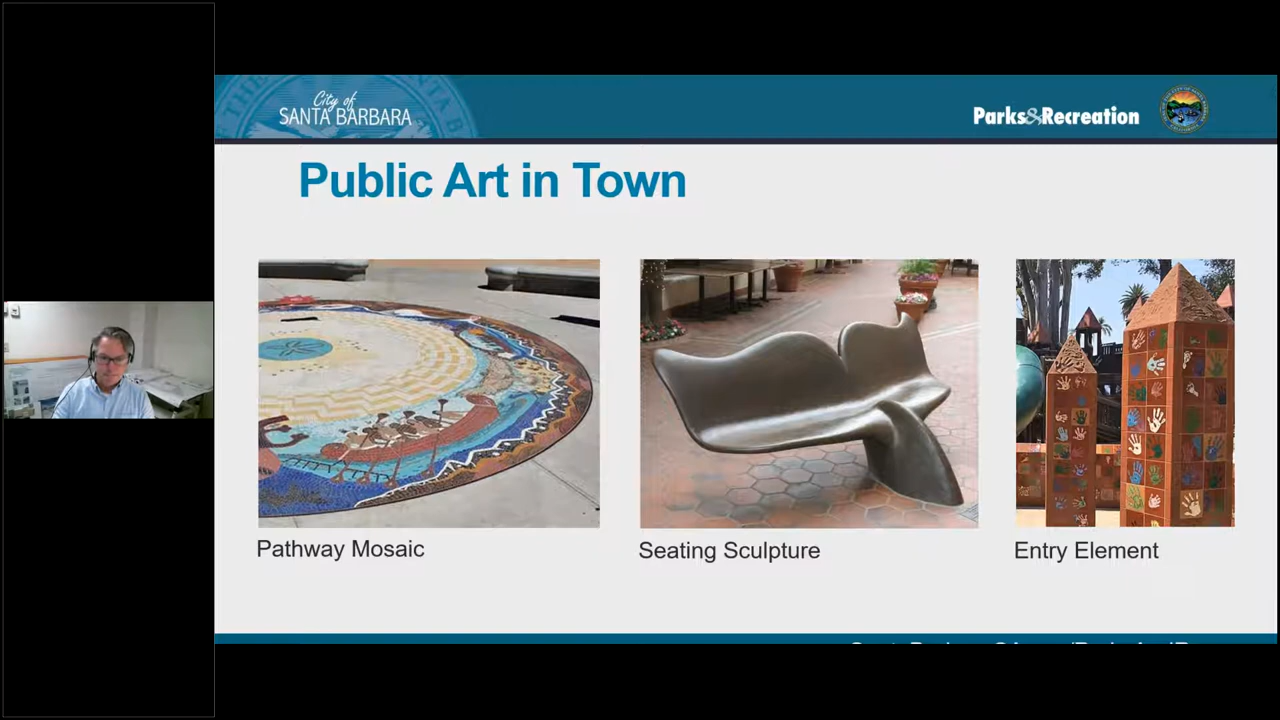 City of
SANTA BARBARA
Parks&Recreation
Public Art in Town
Pathway Mosaic
Seating Sculpture
Entry Element